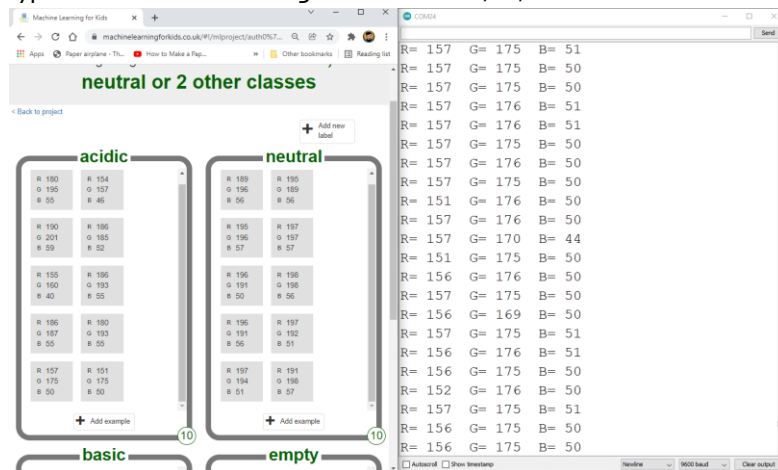 Machine Learning for Kids
machinelearningforkids.co.uk/#!/mlproject/auth0%7...
Apps
Paper airplane - Th...
How to Make a Pap...
Other bookmarks
Reading list
neutral or 2 other classes
< Back to project
+ Add new label
acidic
R 180 R 154
G 195 G 157
B 55 B 46
R 190 R 186
G 201 G 185
B 59 B 52
R 155 R 186
G 160 G 193
B 40 B 55
R 186 R 180
G 187 G 193
B 55 B 55
R 157 R 151
G 175 G 175
B 50 B 50
+ Add example
10
neutral
R 189 R 195
G 196 G 189
B 56 B 56
R 195 R 197
G 196 G 197
B 57 B 57
R 196 R 198
G 191 G 198
B 50 B 56
R 196 R 197
G 191 G 192
B 56 B 51
R 197 R 191
G 194 G 198
B 51 B 57
+ Add example
10
basic
empty
COM24
Send
R= 157 G= 175 B= 51
R= 157 G= 175 B= 50
R= 157 G= 175 B= 50
R= 157 G= 176 B= 51
R= 157 G= 176 B= 51
R= 157 G= 175 B= 50
R= 157 G= 176 B= 50
R= 157 G= 175 B= 50
R= 151 G= 176 B= 50
R= 157 G= 176 B= 50
R= 157 G= 170 B= 44
R= 151 G= 175 B= 50
R= 156 G= 176 B= 50
R= 157 G= 175 B= 50
R= 156 G= 169 B= 50
R= 157 G= 175 B= 51
R= 156 G= 176 B= 51
R= 156 G= 175 B= 50
R= 152 G= 176 B= 50
R= 157 G= 175 B= 51
R= 156 G= 175 B= 50
R= 156 G= 175 B= 50
Autoscroll Show timestamp
Newline
9600 baud
Clear output